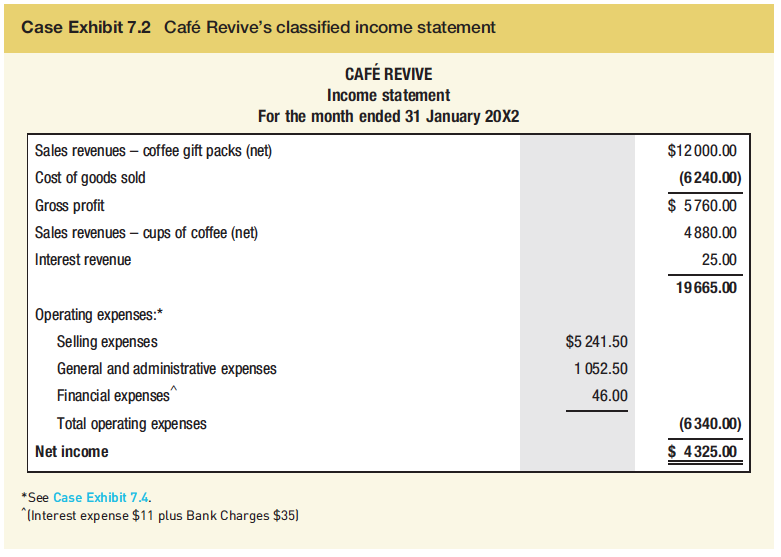 Case Exhibit 7.2 Café Revive's classified income statement
CAFÉ REVIVE
Income statement
For the month ended 31 January 20X2
Sales revenues – coffee gift packs (net) $12 000.00
Cost of goods sold (6 240.00)
Gross profit $ 5 760.00
Sales revenues – cups of coffee (net) 4 880.00
Interest revenue 25.00
19 665.00
Operating expenses:*
Selling expenses $5 241.50
General and administrative expenses 1 052.50
Financial expenses^ 46.00
Total operating expenses (6 340.00)
Net income $ 4 325.00
*See Case Exhibit 7.4.
^(Interest expense $11 plus Bank Charges $35)